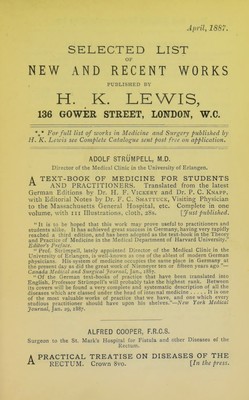 April, 1887.
SELECTED LIST
OF
NEW AND RECENT WORKS
PUBLISHED BY
H. K. LEWIS,
136 GOWER STREET, LONDON, W.C.
*,* For full list of works in Medicine and Surgery published by
H. K. Lewis see Complete Catalogue sent post free on application.
ADOLF STRÜMPELL, M.D.
Director of the Medical Clinic in the University of Erlangen.
A TEXT-BOOK OF MEDICINE FOR STUDENTS
AND PRACTITIONERS. Translated from the latest
German Editions by Dr. H. F. VICKERY and Dr. P. C. KNAPP,
with Editorial Notes by Dr. F. C. SHATTUCK, Visiting Physician
to the Massachusetts General Hospital, etc. Complete in one
volume, with 111 Illustrations, cloth, 28s. [Just published.
"It is to be hoped that this work may prove useful to practitioners and
students alike. It has achieved great success in Germany, having very rapidly
reached a third edition, and has been adopted as the text-book in the Theory
and Practice of Medicine in the Medical Department of Harvard University."
Editor's Preface.
"Prof. Strümpell, lately appointed Director of the Medical Clinic in the
University of Erlangen, is well-known as one of the ablest of modern German
physicians. His system of medicine occupies the same place in Germany at
the present day as did the great work of Niemeyer ten or fifteen years ago"—
Canada Medical and Surgical Journal, Jan., 1887.
"Of the German text-books of practice that have been translated into
English, Professor Strümpell's will probably take the highest rank. Between
its covers will be found a very complete and systematic description of all the
diseases which are classed under the head of internal medicine . . . . . It is one
of the most valuable works of practice that we have, and one which every
studious practitioner should have upon his shelves."—New York Medical
Journal, Jan. 29, 1887.
ALFRED COOPER, F.R.C.S.
Surgeon to the St. Mark's Hospital for Fistula and other Diseases of the
Rectum.
A PRACTICAL TREATISE ON DISEASES OF THE
RECTUM. Crown 8vo. [In the press.